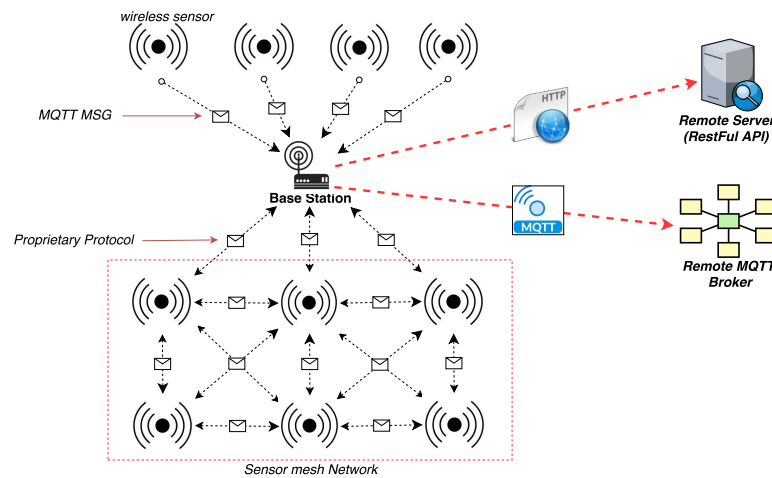 wireless sensor
MQTT MSG
HTTP
Remote Server
(RestFul API)
Base Station
MQTT
Proprietary Protocol
Remote MQTT
Broker
Sensor mesh Network